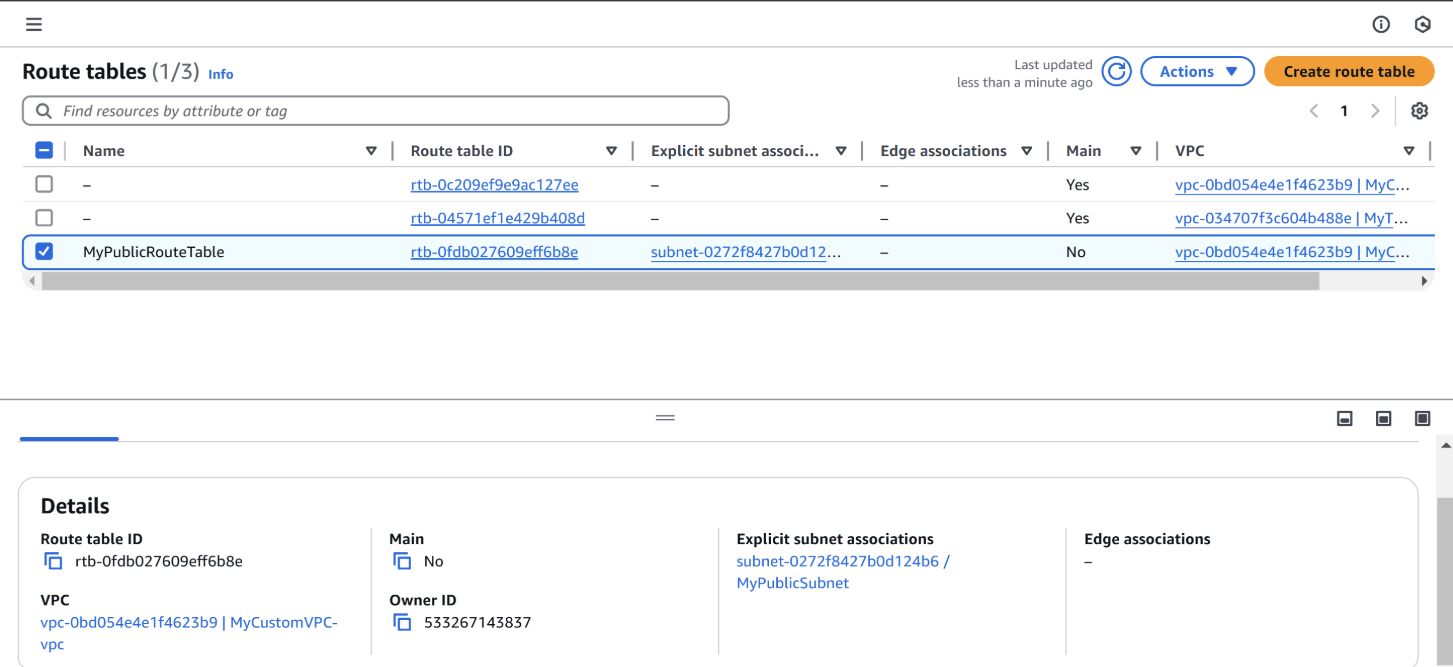 Route tables (1/3) Info
Last updated
less than a minute ago
Actions
Create route table
Find resources by attribute or tag
1
Name Route table ID Explicit subnet associ... Edge associations Main VPC
– rtb-0c209ef9e9ac127ee – – Yes vpc-0bd054e4e1f4623b9 | MyC...
– rtb-04571ef1e429b408d – – Yes vpc-034707f3c604b488e | MyT...
MyPublicRouteTable rtb-0fdb027609eff6b8e subnet-0272f8427b0d12... – No vpc-0bd054e4e1f4623b9 | MyC...
Details
Route table ID
rtb-0fdb027609eff6b8e
VPC
vpc-0bd054e4e1f4623b9 | MyCustomVPC-
vpc
Main
No
Owner ID
533267143837
Explicit subnet associations
subnet-0272f8427b0d124b6 /
MyPublicSubnet
Edge associations
–